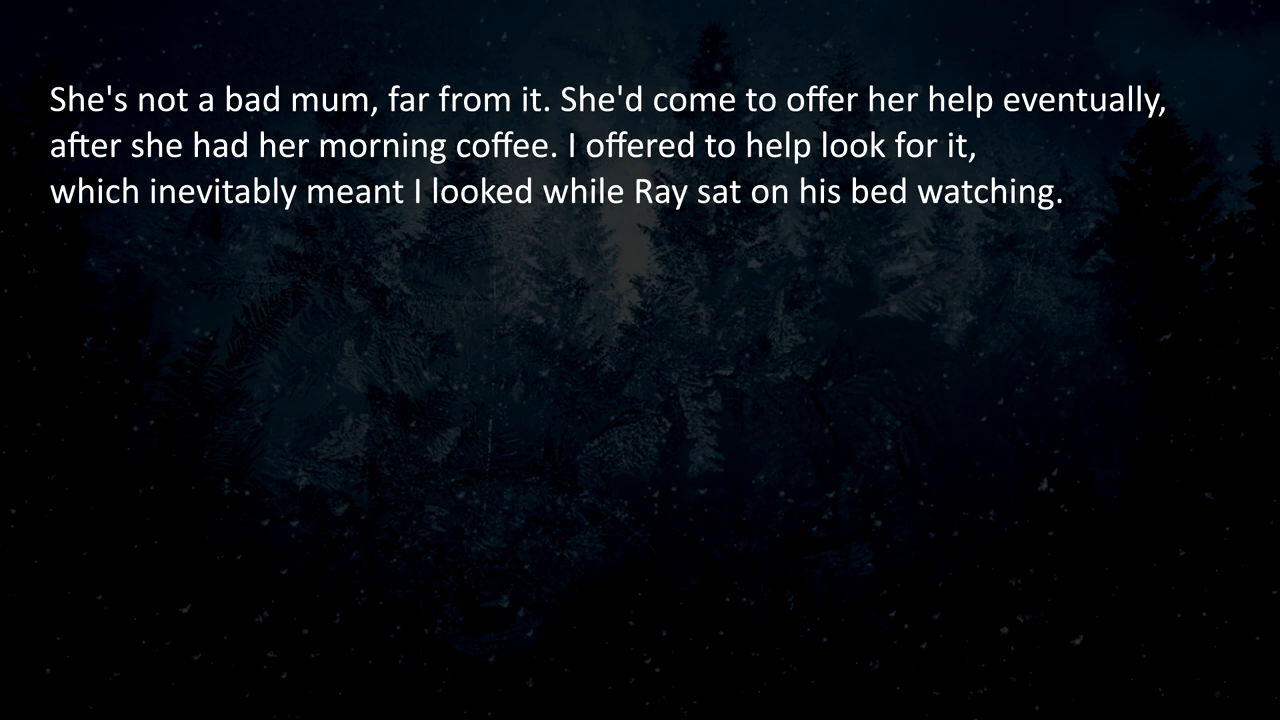 She's not a bad mum, far from it. She'd come to offer her help eventually,
after she had her morning coffee. I offered to help look for it,
which inevitably meant I looked while Ray sat on his bed watching.